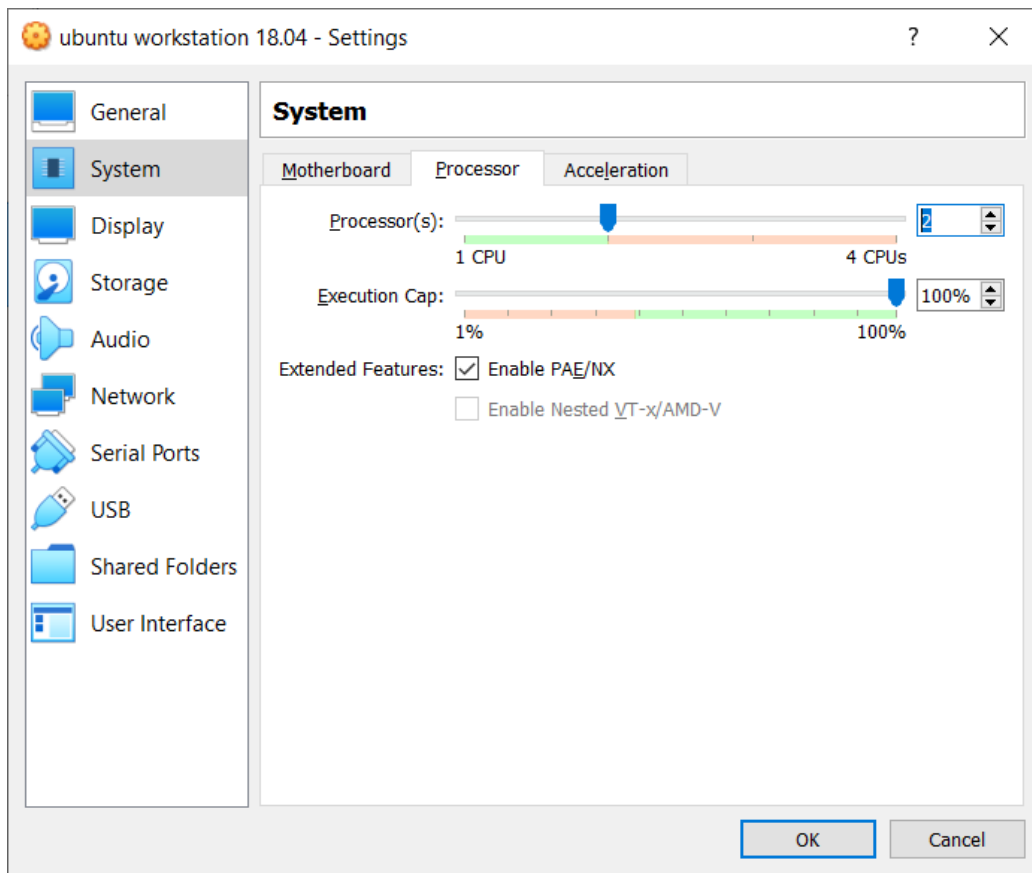 ubuntu workstation 18.04 - Settings ?
General
System
Display
Storage
Audio
Network
Serial Ports
USB
Shared Folders
User Interface
System
Motherboard Processor Acceleration
Processor(s): 2
1 CPU 4 CPUs
Execution Cap: 100%
1% 100%
Extended Features: Enable PAE/NX
Enable Nested VT-x/AMD-V
OK Cancel